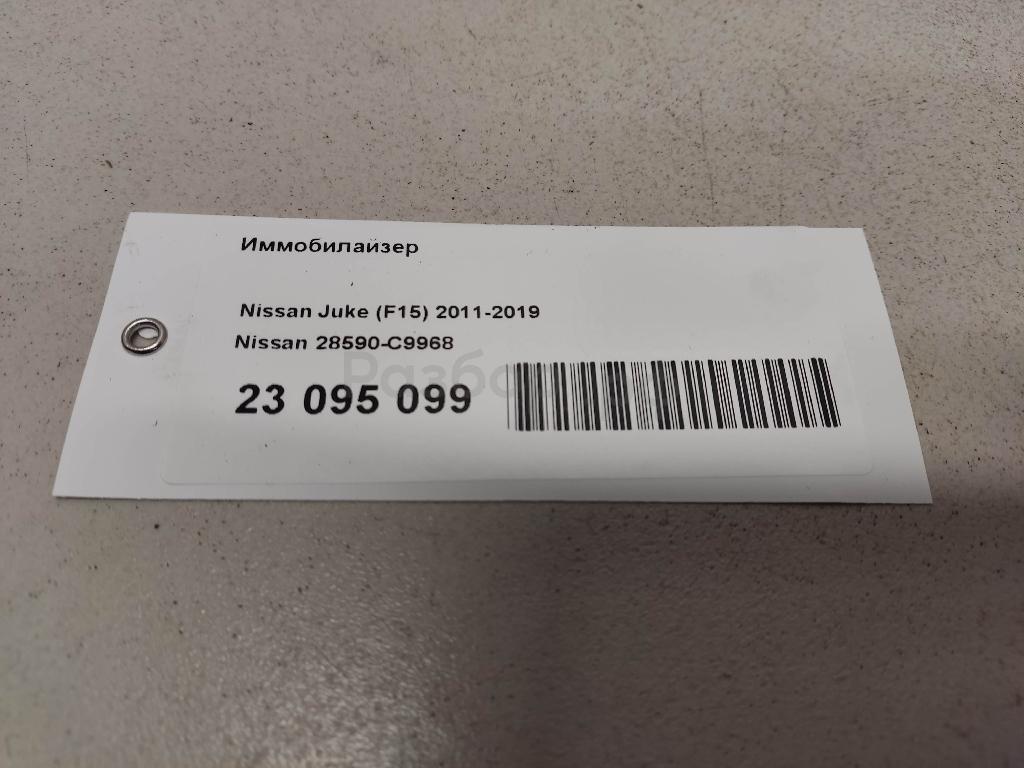 Иммобилайзер
Nissan Juke (F15) 2011-2019
Nissan 28590-C9968
23 095 099